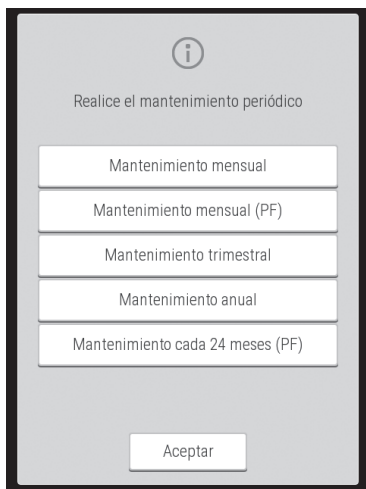 Realice el mantenimiento periódico
Mantenimiento mensual
Mantenimiento mensual (PF)
Mantenimiento trimestral
Mantenimiento anual
Mantenimiento cada 24 meses (PF)
Aceptar